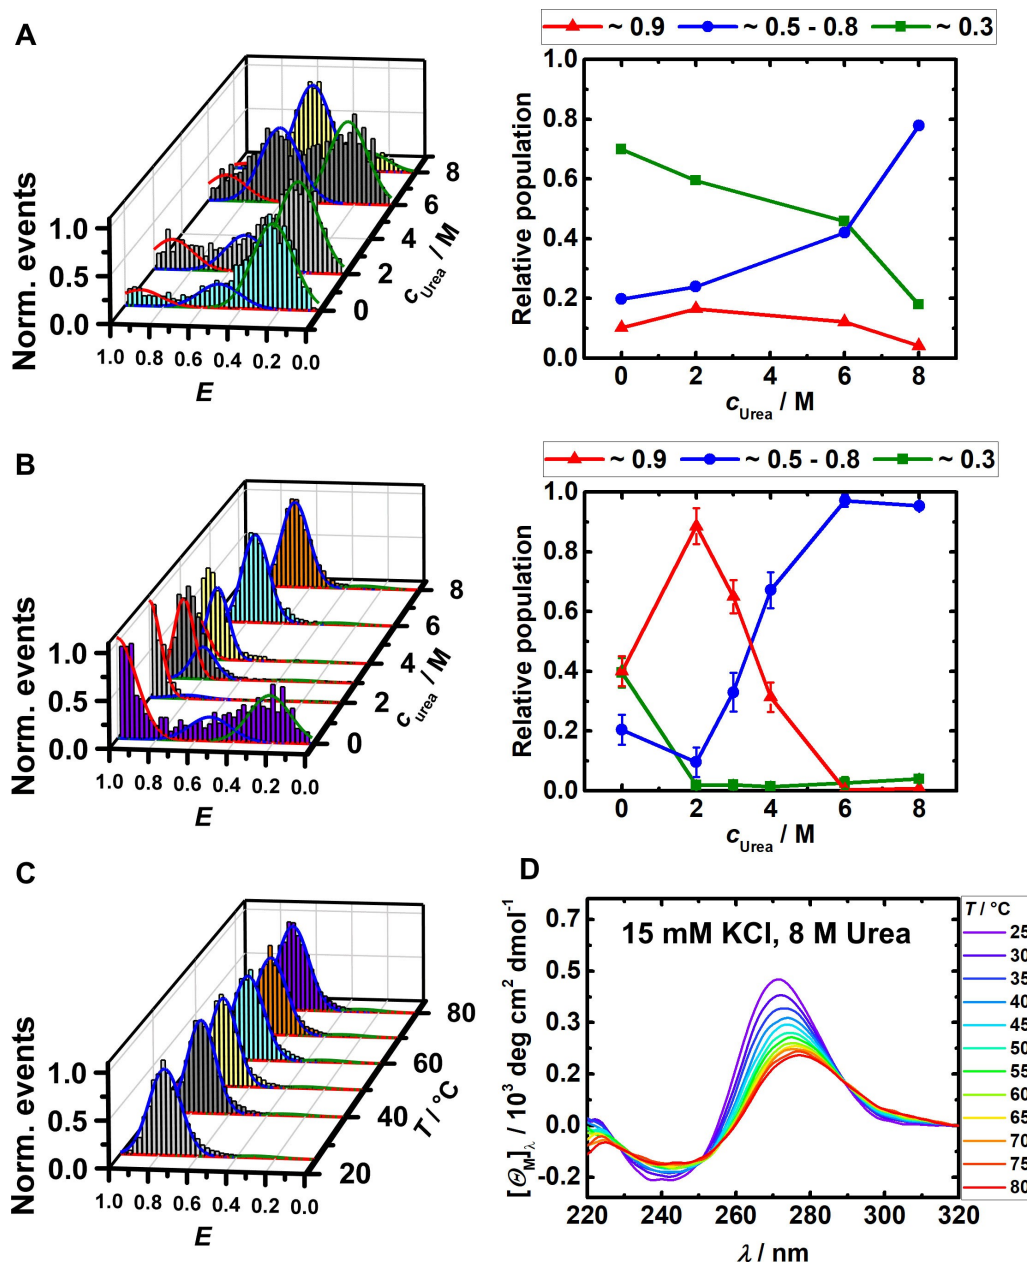 A
Norm. events
1.0
0.5
0.0
1.0 0.8 0.6 0.4 0.2 0.0
E
0 2 4 6 8
cUrea / M
~ 0.9 ~ 0.5 - 0.8 ~ 0.3
Relative population
1.0
0.8
0.6
0.4
0.2
0.0
0 2 4 6 8
cUrea / M
B
Norm. events
1.0
0.5
0.0
1.0 0.8 0.6 0.4 0.2 0.0
E
0 2 4 6 8
curea / M
~ 0.9 ~ 0.5 - 0.8 ~ 0.3
Relative population
1.0
0.8
0.6
0.4
0.2
0.0
0 2 4 6 8
cUrea / M
C
Norm. events
1.0
0.5
0.0
1.0 0.8 0.6 0.4 0.2 0.0
E
20 40 60 80
T / °C
D
15 mM KCl, 8 M Urea
[ΘM]λ / 10³ deg cm² dmol⁻¹
0.7
0.5
0.3
0.2
0.0
-0.2
220 240 260 280 300 320
λ / nm
T / °C
25
30
35
40
45
50
55
60
65
70
75
80